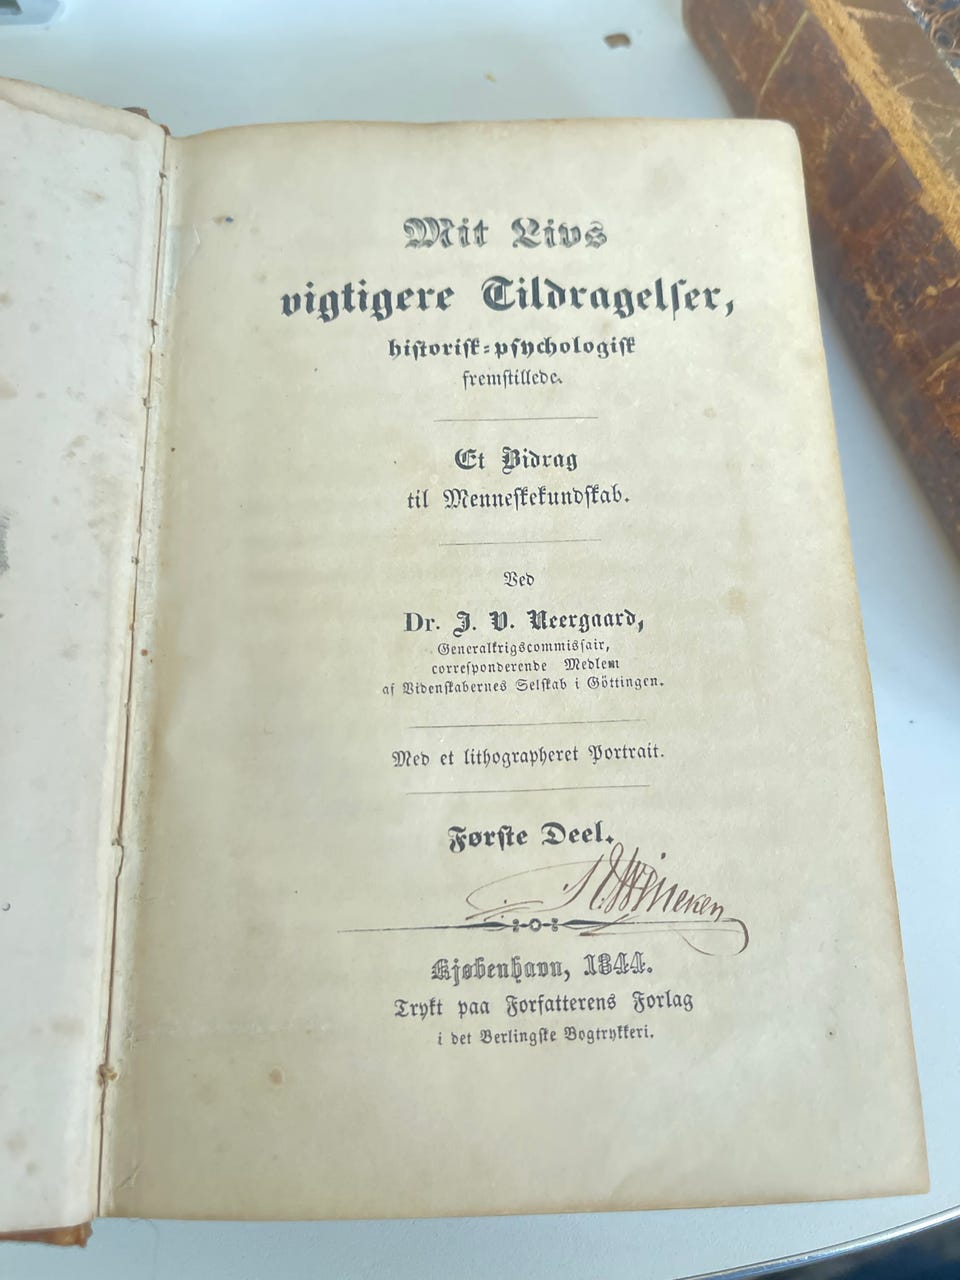 Mit Livs
vigtigere Tildragelser,
historisk-psychologisk
fremstillede.
Et Bidrag
til Menneskekundskab.
Ved
Dr. J. V. Neergaard,
Generalkrigscommissair,
corresponderende Medlem
af Videnskabernes Selskab i Göttingen.
Med et lithographeret Portrait.
Første Deel.
Kjøbenhavn, 1844.
Trykt paa Forfatterens Forlag
i det Berlingske Bogtrykkeri.